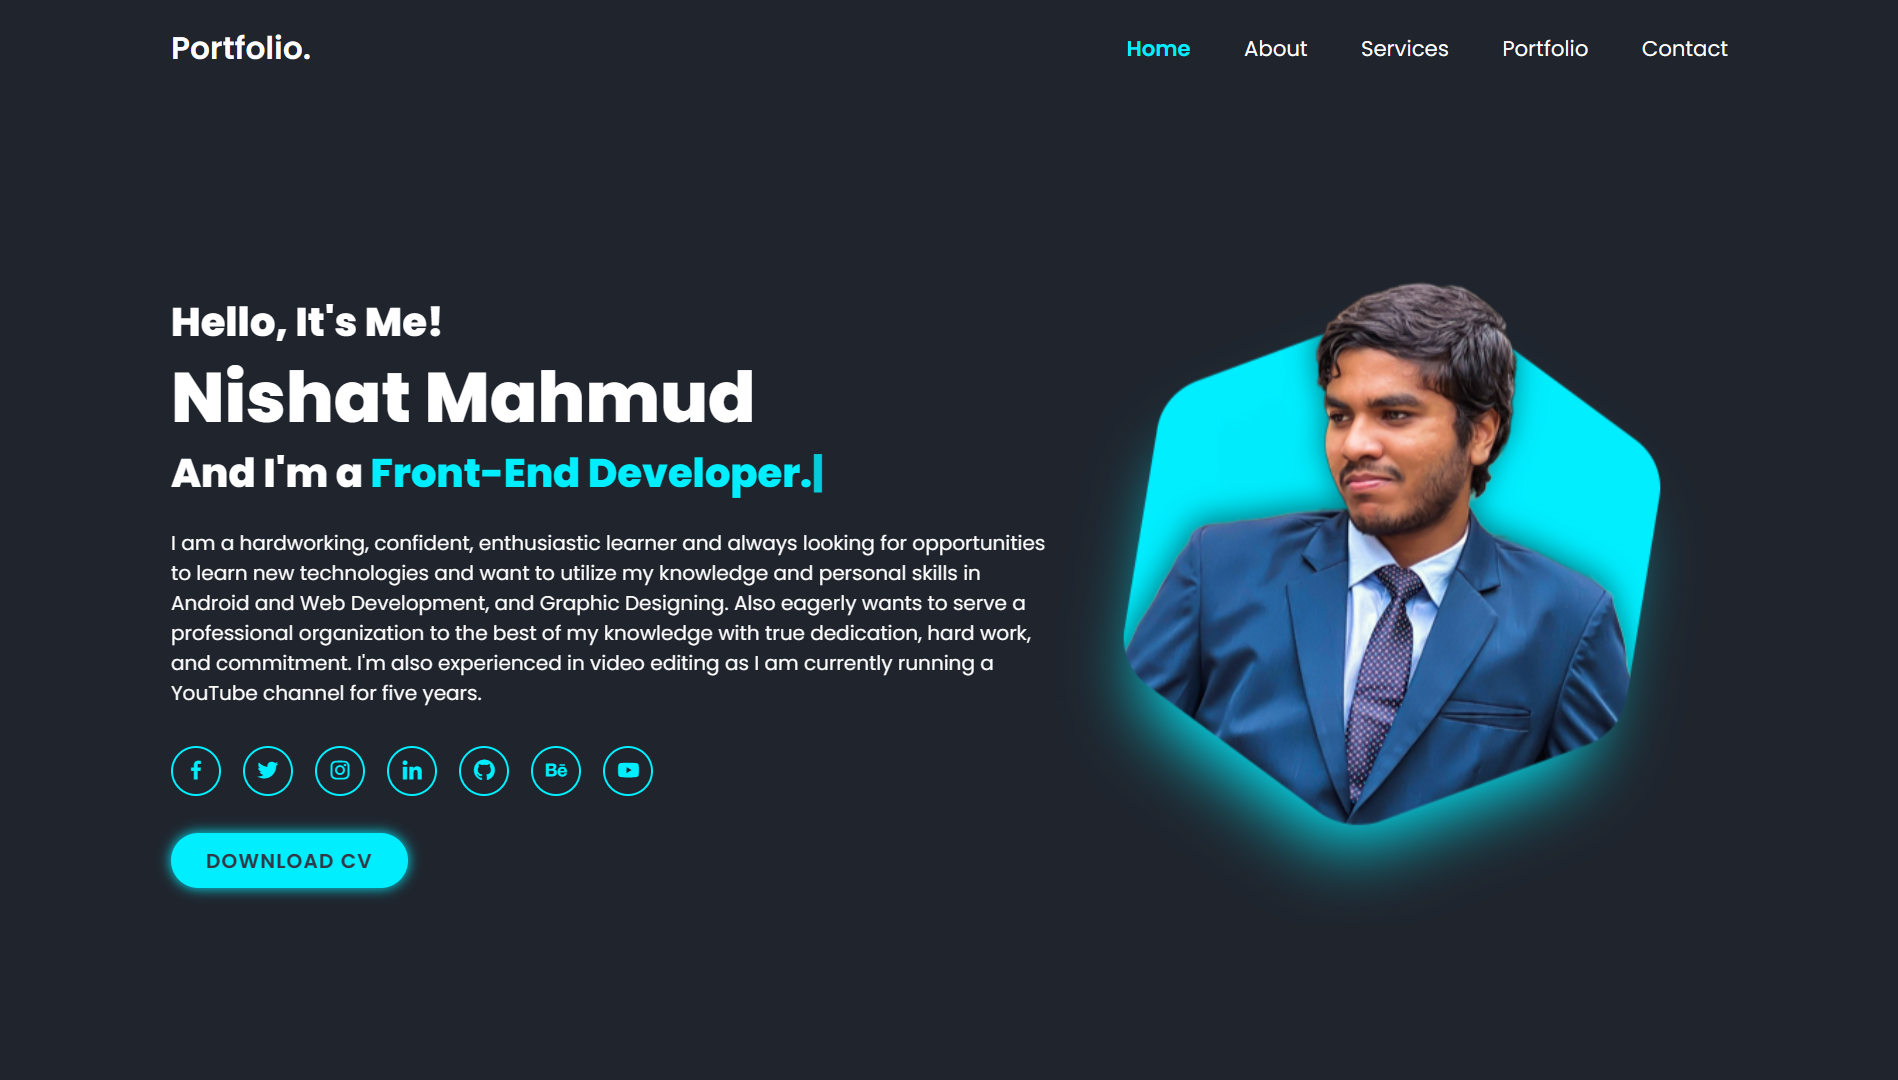 Portfolio.
Home
About
Services
Portfolio
Contact
Hello, It's Me!
Nishat Mahmud
And I'm a Front-End Developer.|
I am a hardworking, confident, enthusiastic learner and always looking for opportunities
to learn new technologies and want to utilize my knowledge and personal skills in
Android and Web Development, and Graphic Designing. Also eagerly wants to serve a
professional organization to the best of my knowledge with true dedication, hard work,
and commitment. I'm also experienced in video editing as I am currently running a
YouTube channel for five years.
DOWNLOAD CV